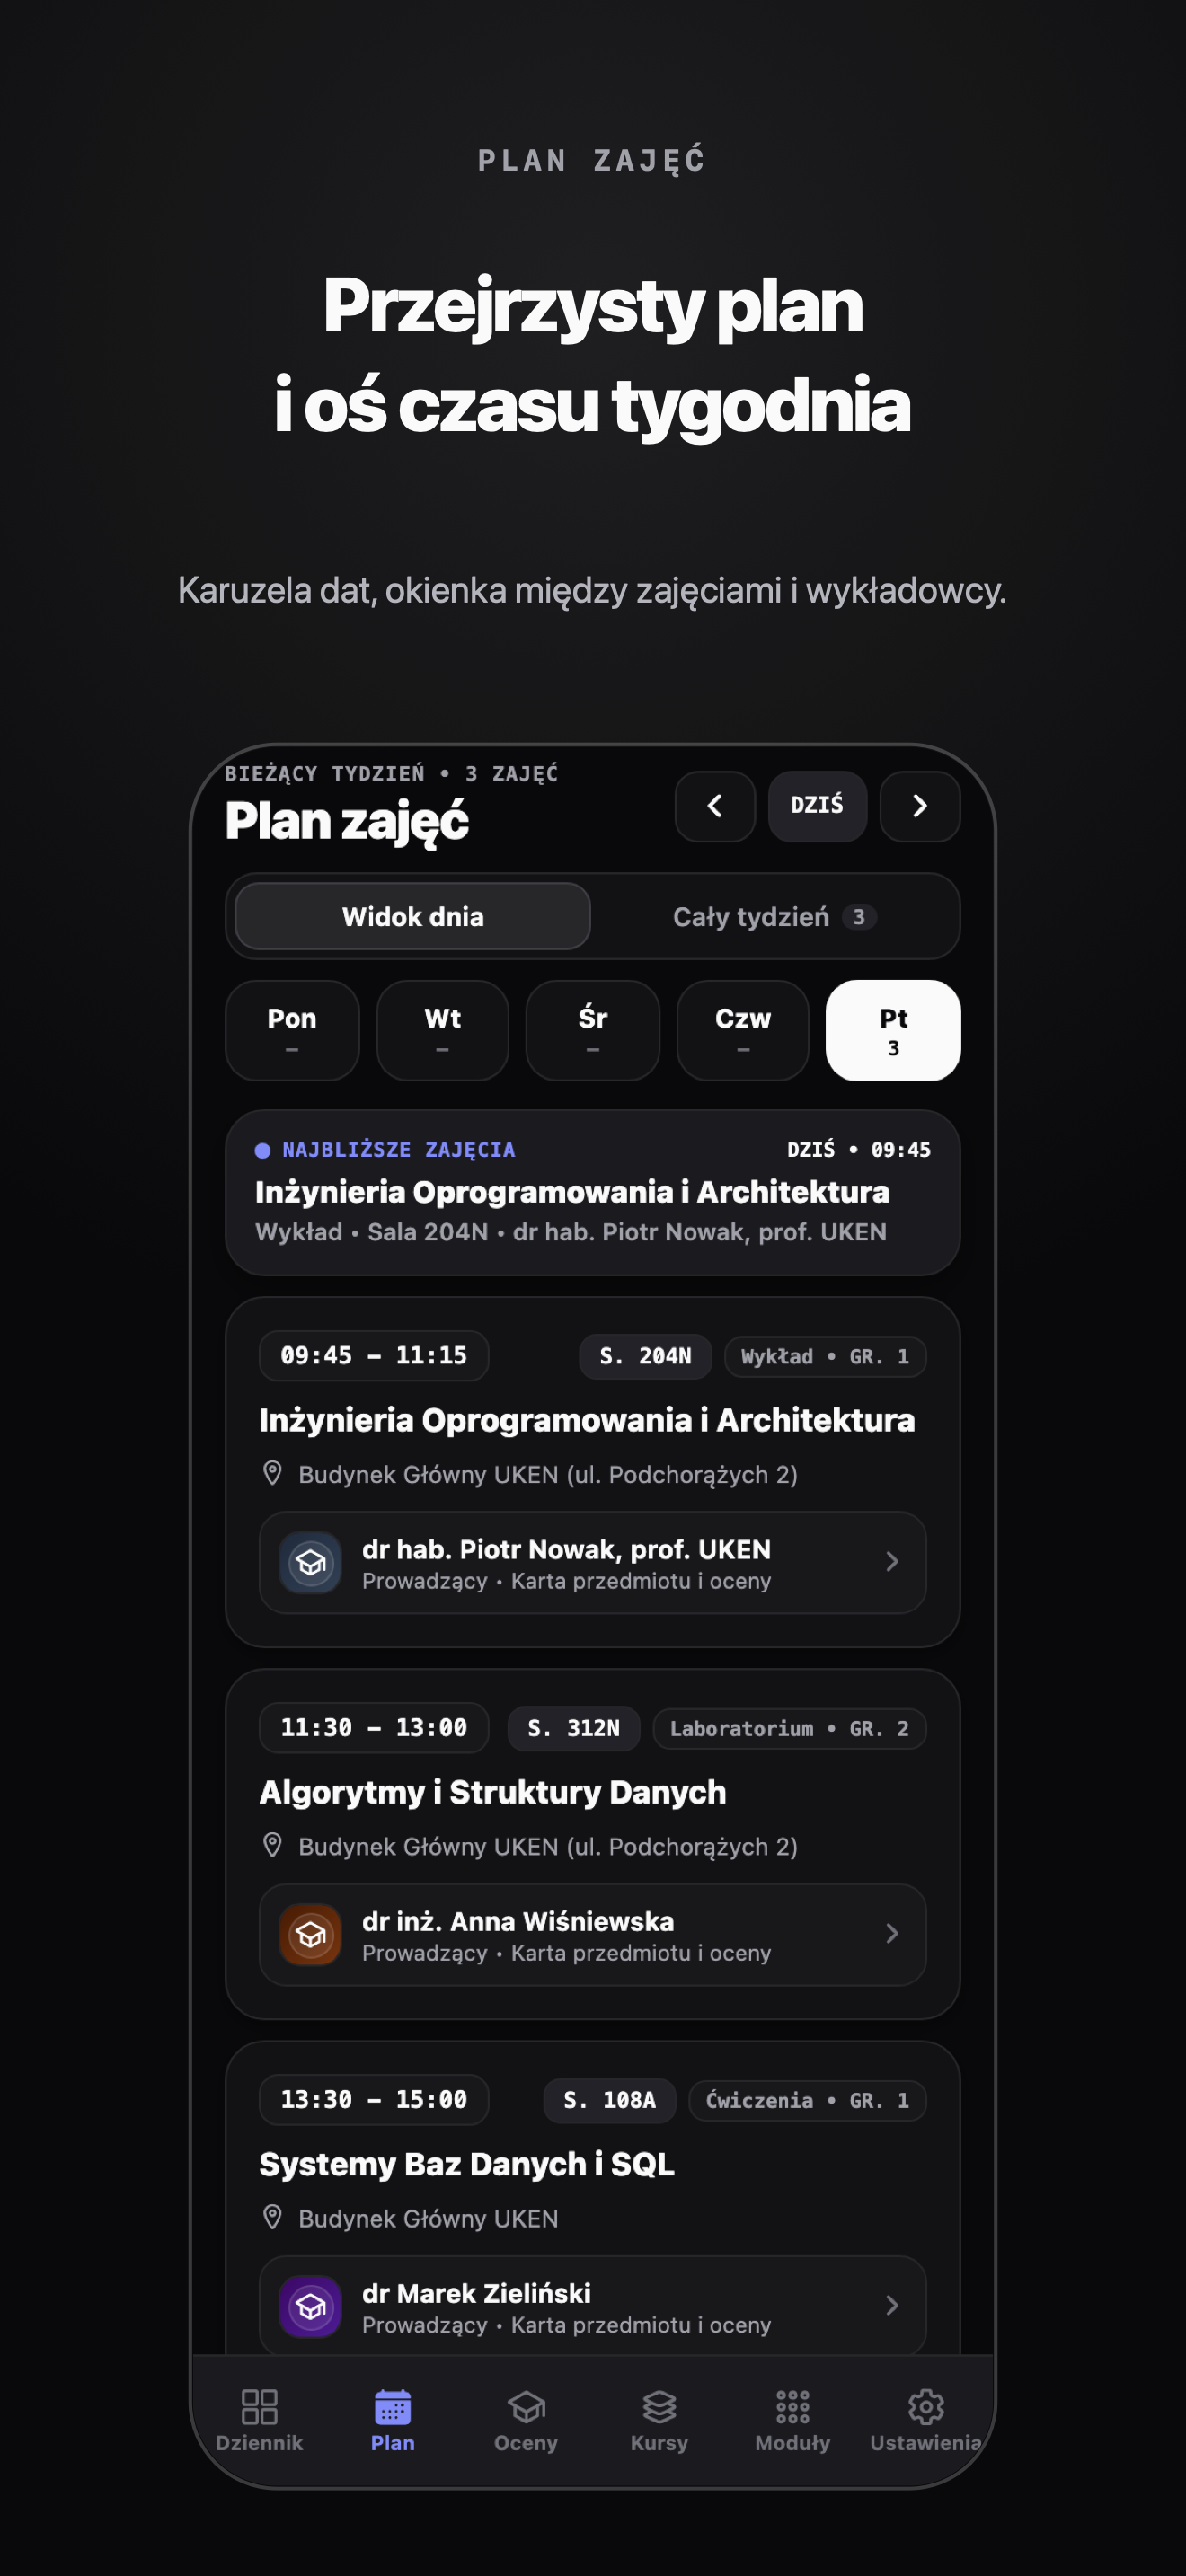 PLAN ZAJĘĆ
Przejrzysty plan
i oś czasu tygodnia
Karuzela dat, okienka między zajęciami i wykładowcy.
BIEŻĄCY TYDZIEŃ • 3 ZAJĘĆ
Plan zajęć
DZIŚ
Widok dnia
Cały tydzień 3
Pon Wt Śr Czw Pt
– – – – 3
NAJBLIŻSZE ZAJĘCIA DZIŚ • 09:45
Inżynieria Oprogramowania i Architektura
Wykład • Sala 204N • dr hab. Piotr Nowak, prof. UKEN
09:45 – 11:15 S. 204N Wykład • GR. 1
Inżynieria Oprogramowania i Architektura
Budynek Główny UKEN (ul. Podchorążych 2)
dr hab. Piotr Nowak, prof. UKEN
Prowadzący • Karta przedmiotu i oceny
11:30 – 13:00 S. 312N Laboratorium • GR. 2
Algorytmy i Struktury Danych
Budynek Główny UKEN (ul. Podchorążych 2)
dr inż. Anna Wiśniewska
Prowadzący • Karta przedmiotu i oceny
13:30 – 15:00 S. 108A Ćwiczenia • GR. 1
Systemy Baz Danych i SQL
Budynek Główny UKEN
dr Marek Zieliński
Prowadzący • Karta przedmiotu i oceny
Dziennik Plan Oceny Kursy Moduły Ustawienia